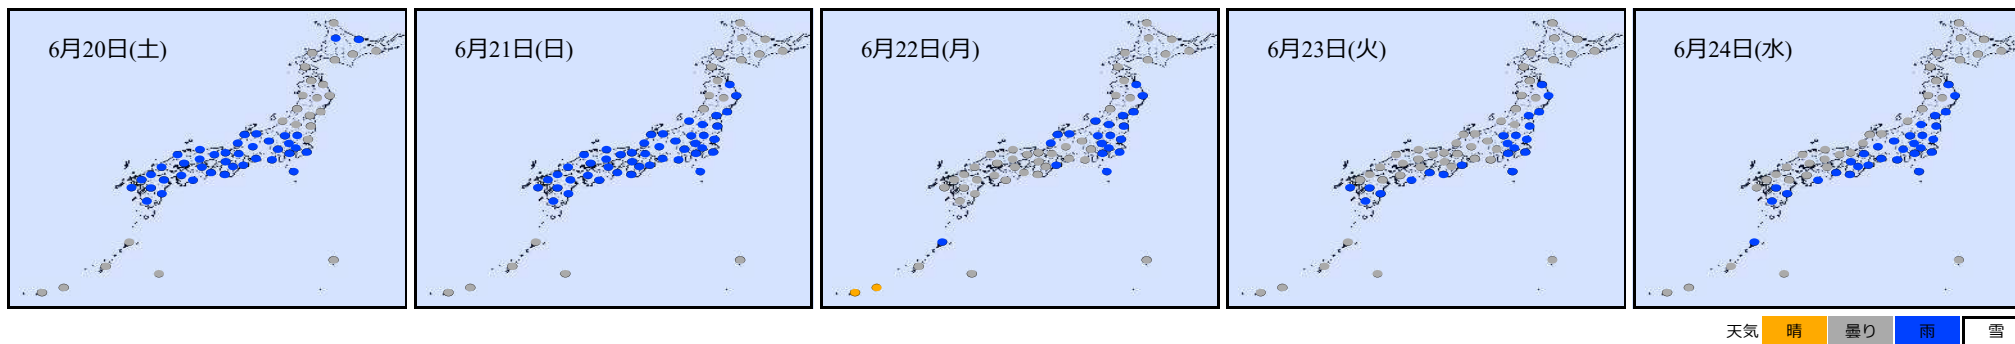 6月20日(土)
6月21日(日)
6月22日(月)
6月23日(火)
6月24日(水)
天気 晴 曇り 雨 雪